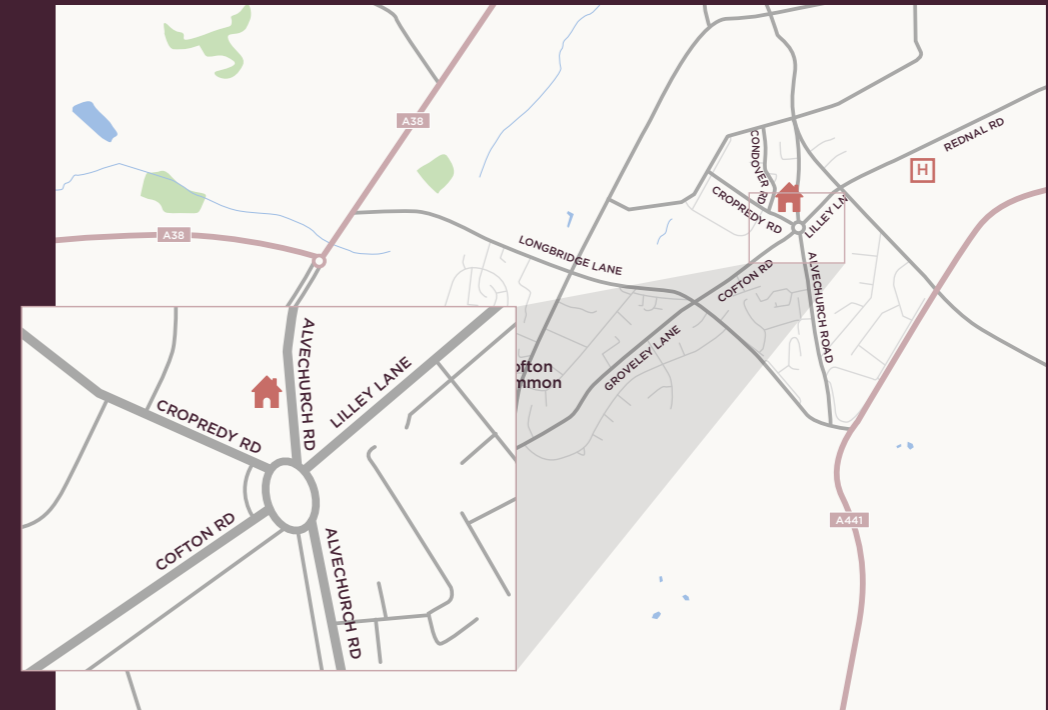 A38
REDNAL RD
CONDOVER RD
H
CROPREDY RD
LILLEY LN
A38
LONGBRIDGE LANE
COFTON RD
ALVECHURCH ROAD
GROVELEY LANE
ofton
mmon
ALVECHURCH RD
LILLEY LANE
CROPREDY RD
COFTON RD
ALVECHURCH RD
A441